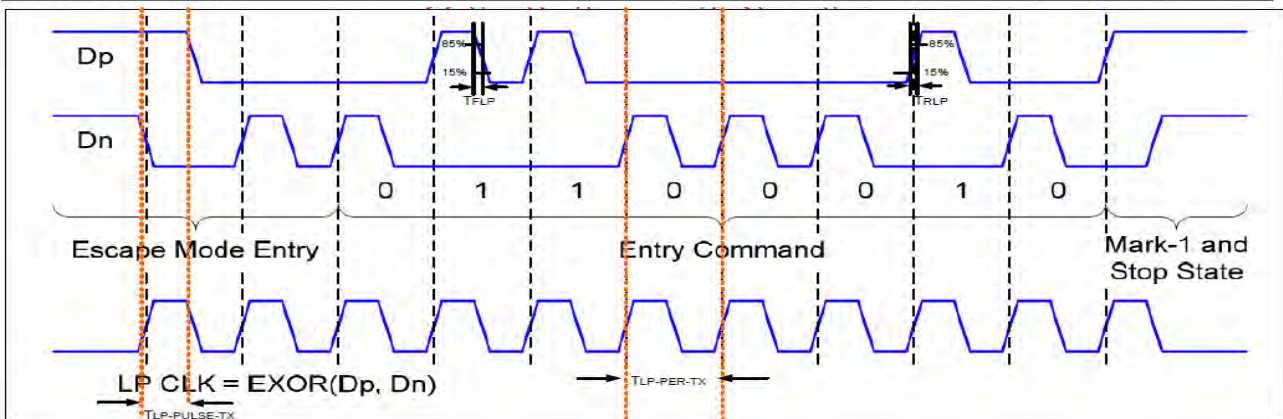 Dp
85%
15%
TFLP
85%
15%
TRLP
Dn
0 1 1 0 0 0 1 0
Escape Mode Entry
Entry Command
Mark-1 and
Stop State
LP CLK = EXOR(Dp, Dn)
TLP-PER-TX
TLP-PULSE-TX